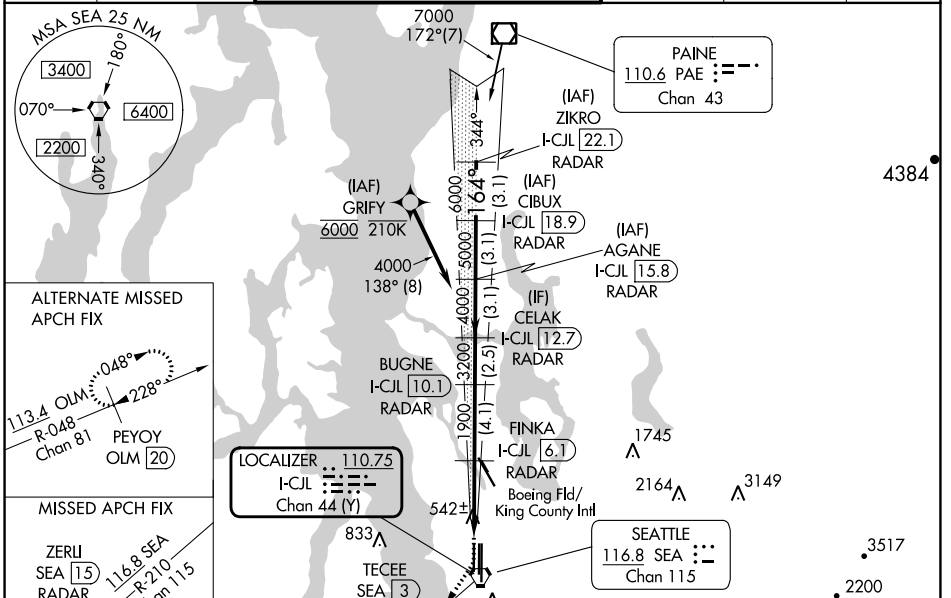 MSA SEA 25 NM
180°
3400
070°
6400
2200
340°
7000
172°(7)
PAINE
110.6 PAE
Chan 43
344°
(IAF)
ZIKRO
I-CJL 22.1
RADAR
4384
164°
6000
(3.1)
(IAF)
GRIFY
6000 210K
(IAF)
CIBUX
I-CJL 18.9
RADAR
5000
(3.1)
(IAF)
AGANE
I-CJL 15.8
RADAR
4000
138° (8)
4000
(3.1)
(IF)
CELAK
I-CJL 12.7
RADAR
ALTERNATE MISSED
APCH FIX
048°
228°
113.4 OLM
R-048
Chan 81
PEYOY
OLM 20
3200
(2.5)
BUGNE
I-CJL 10.1
RADAR
1900
(4.1)
FINKA
I-CJL 6.1
RADAR
1745
Boeing Fld/
King County Intl
2164
3149
LOCALIZER 110.75
I-CJL
Chan 44 (Y)
542±
833
MISSED APCH FIX
ZERLI
SEA 15
RADAR
116.8 SEA
R-210
an 115
TECEE
SEA 3
SEATTLE
116.8 SEA
Chan 115
3517
2200